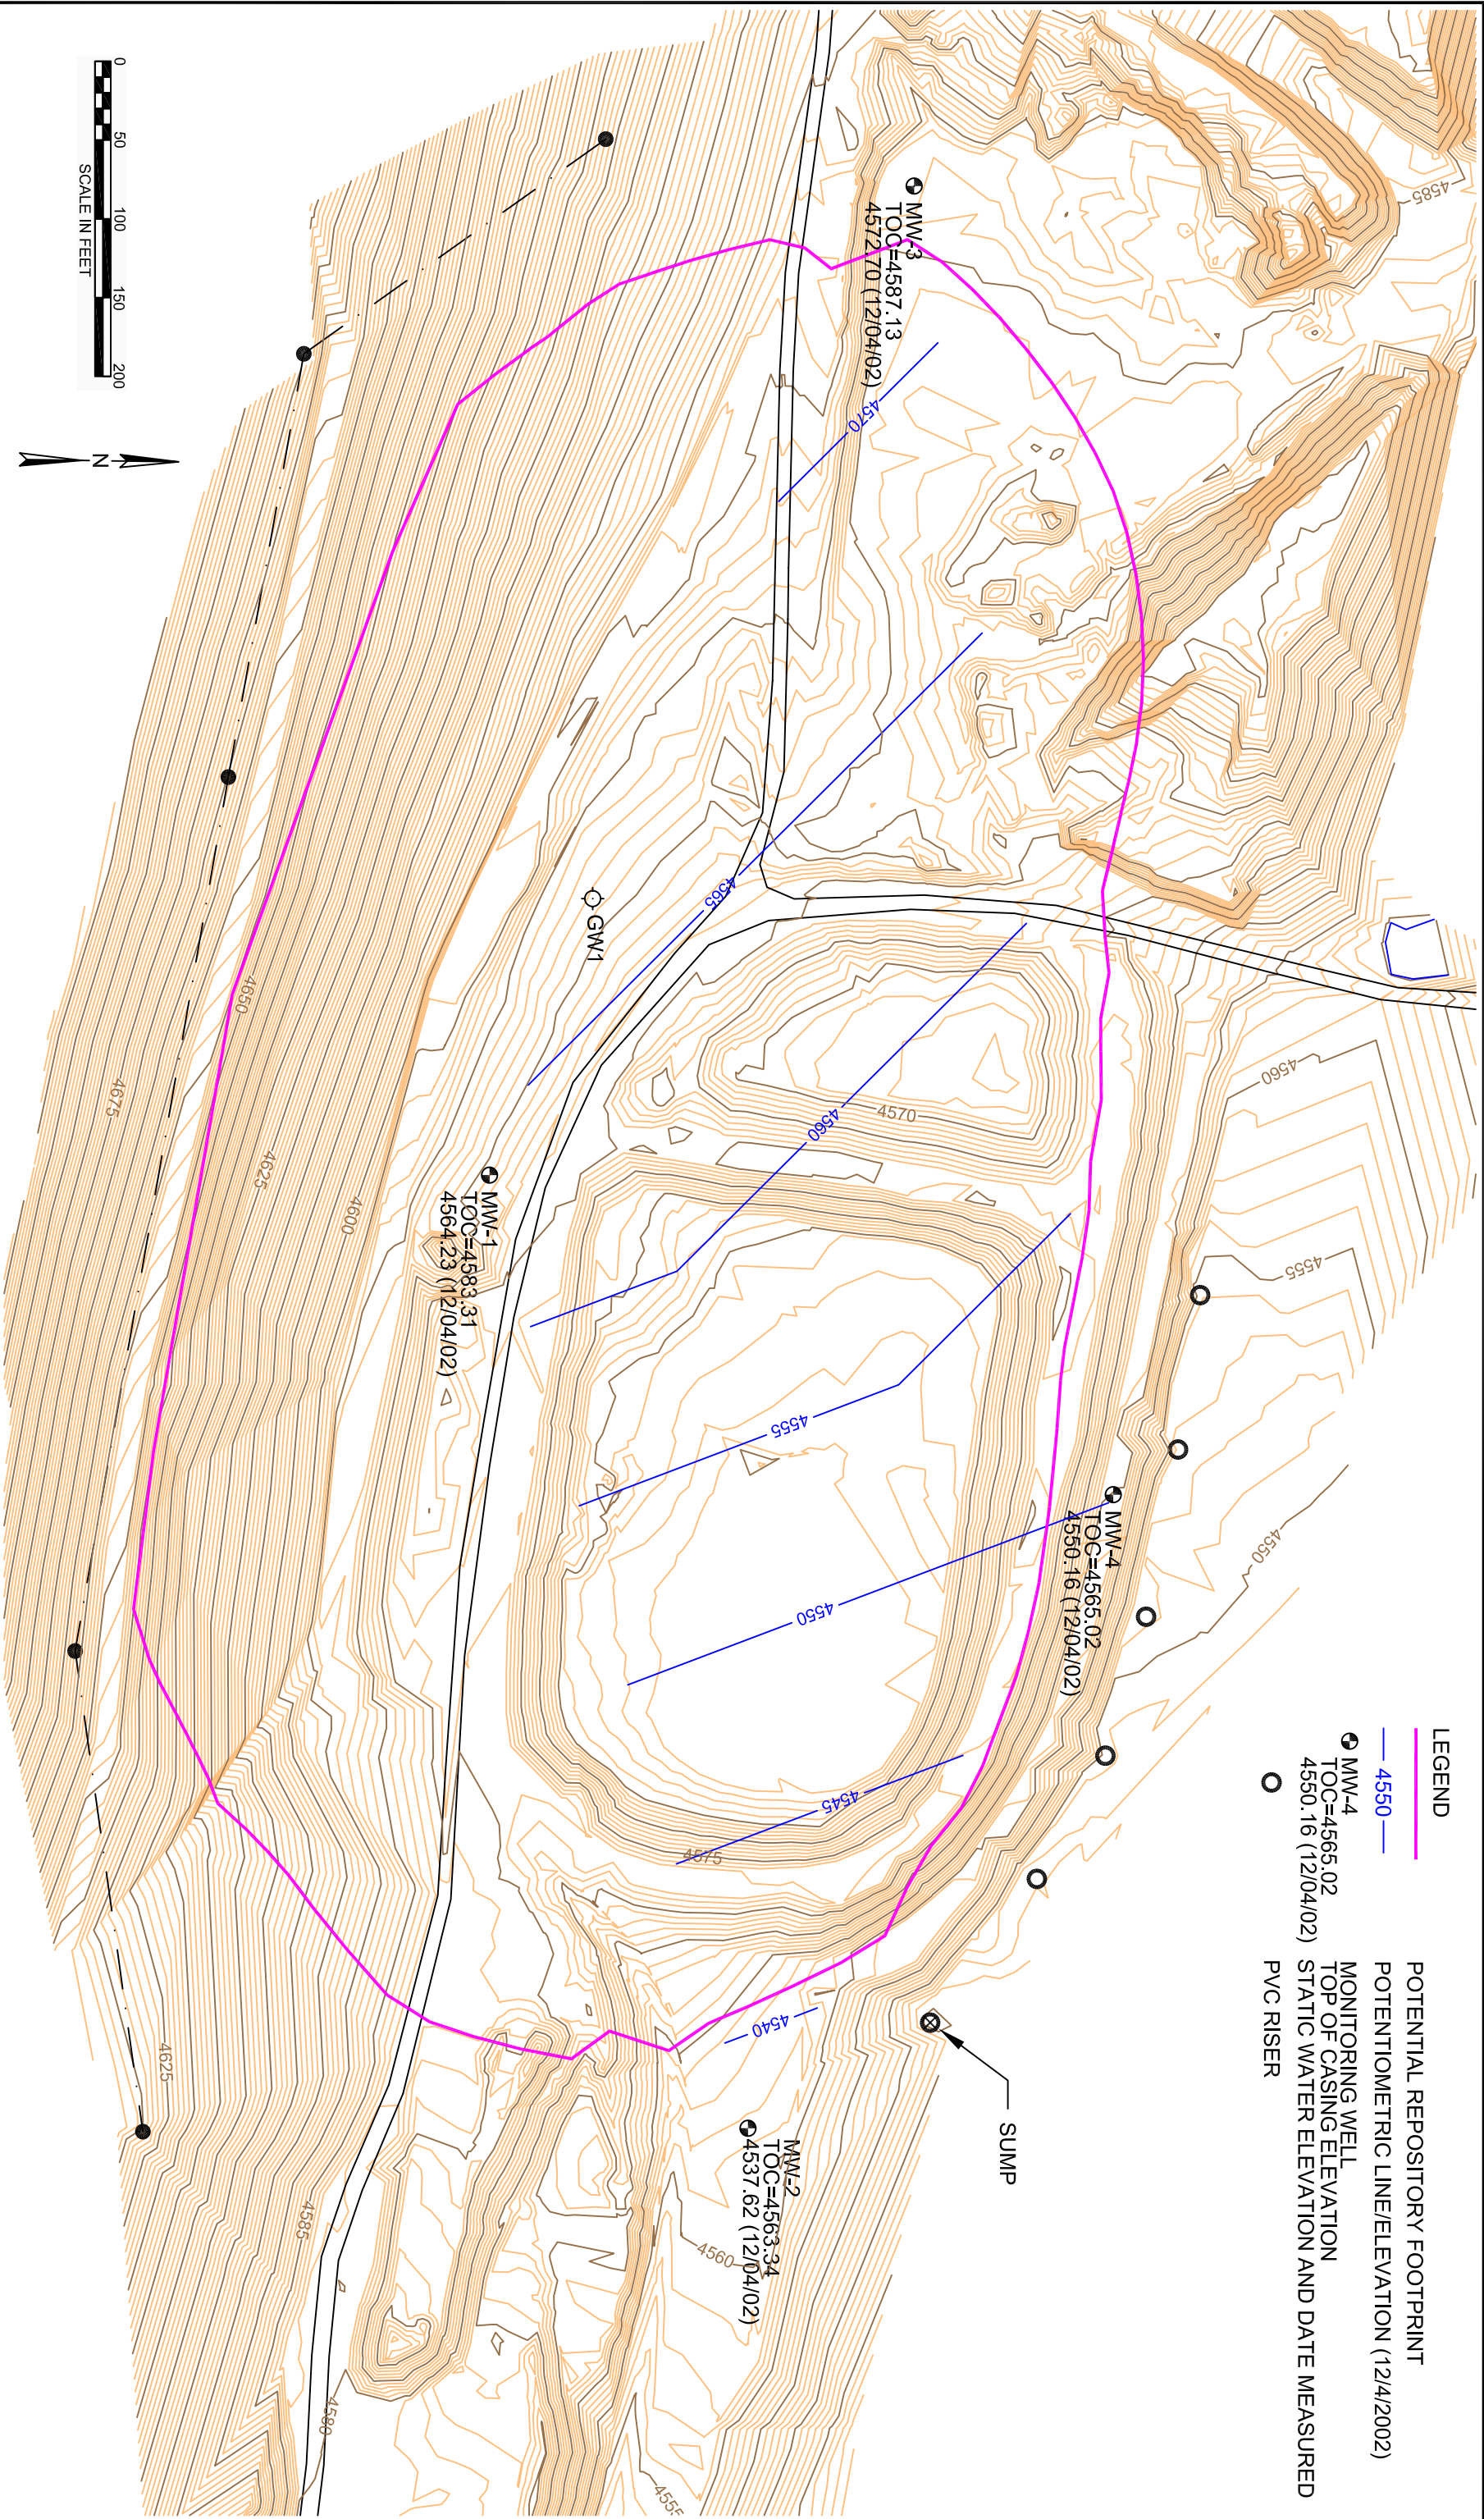 LEGEND
POTENTIAL REPOSITORY FOOTPRINT
4550
POTENTIOMETRIC LINE/ELEVATION (12/4/2002)
MW-4
MONITORING WELL
TOC=4565.02
TOP OF CASING ELEVATION
4550.16 (12/04/02)
STATIC WATER ELEVATION AND DATE MEASURED
PVC RISER
SUMP
MW-3
TOC=4587.13
4572.70 (12/04/02)
MW-4
TOC=4565.02
4550.16 (12/04/02)
MW-2
TOC=4563.34
4537.62 (12/04/02)
MW-1
TOC=4583.31
4564.23 (12/04/02)
GW1
4570
4565
4560
4555
4550
4545
4540
4585
4560
4555
4550
4570
4575
4560
4555
4650
4675
4625
4600
4625
4585
4580
N
0 50 100 150 200
SCALE IN FEET